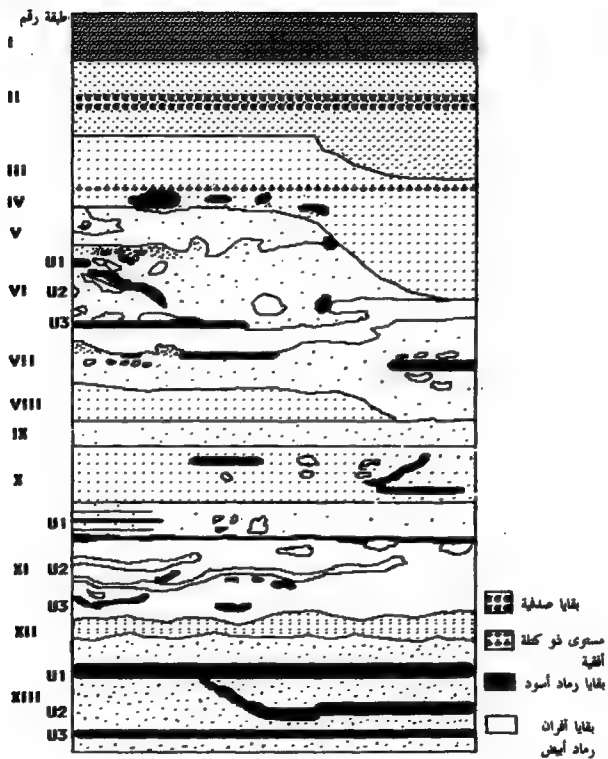 طبقة رقم
I
II
III
IV
V
U1
VI U2
U3
VII
VIII
IX
X
U1
XI U2
U3
XII
U1
XIII
U2
U3
بقايا صدفية
مستوى ذو كتلة
أفقية
بقايا رماد أسود
بقايا أفران
رماد أبيض